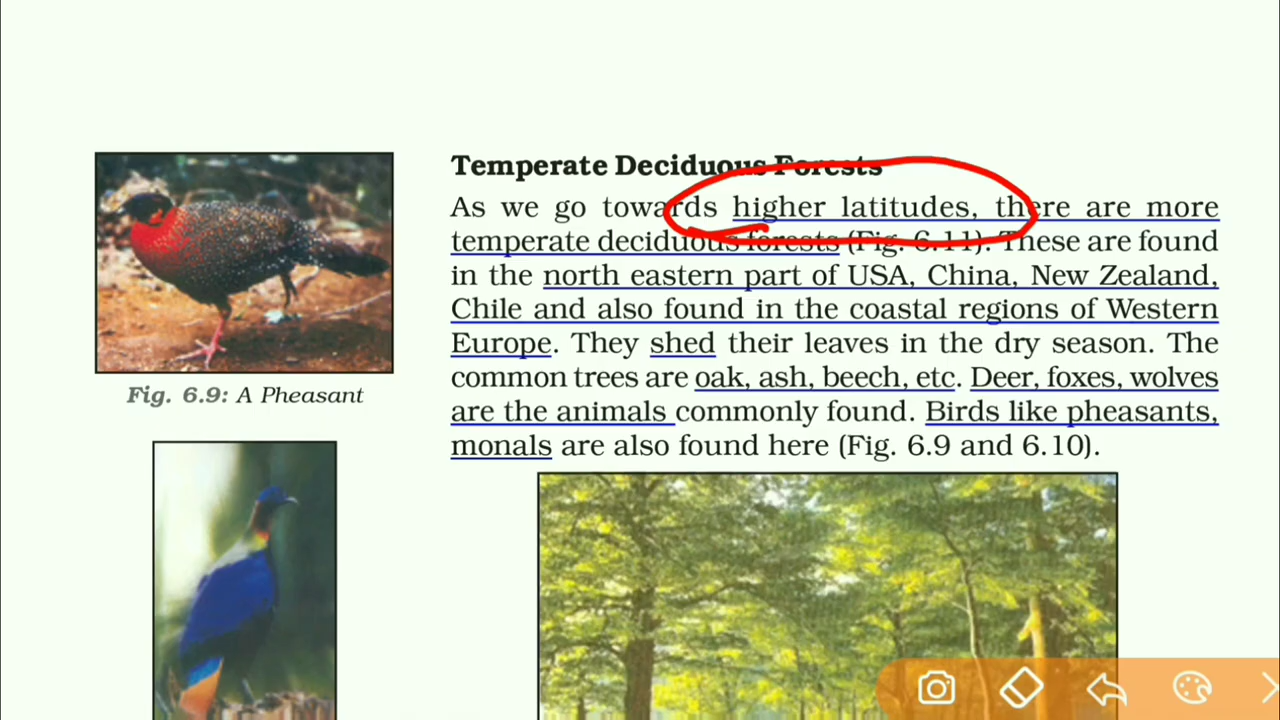 Temperate Deciduous Forests
As we go towards higher latitudes, there are more
temperate deciduous forests (Fig. 6.11). These are found
in the north eastern part of USA, China, New Zealand,
Chile and also found in the coastal regions of Western
Europe. They shed their leaves in the dry season. The
common trees are oak, ash, beech, etc. Deer, foxes, wolves
are the animals commonly found. Birds like pheasants,
monals are also found here (Fig. 6.9 and 6.10).
Fig. 6.9: A Pheasant